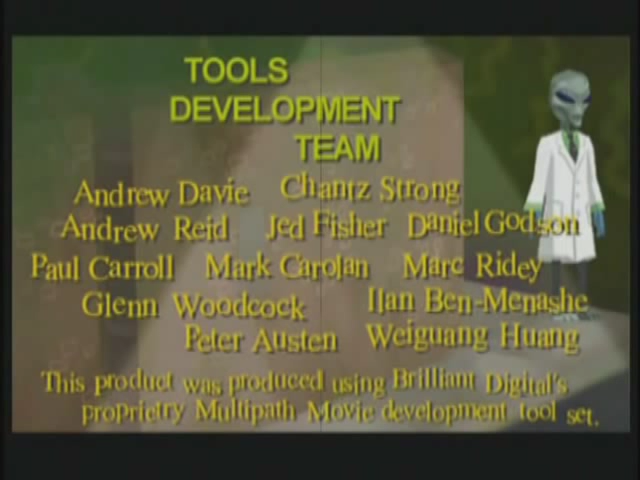 TOOLS
DEVELOPMENT
TEAM
Andrew Davie Chantz Strong
Andrew Reid Jed Fisher Daniel Godson
Paul Carroll Mark Carolan Marc Ridey
Glenn Woodcock Ilan Ben-Menashe
Peter Austen Weiguang Huang
This product was produced using Brilliant Digital's
proprietry Multipath Movie development tool set.